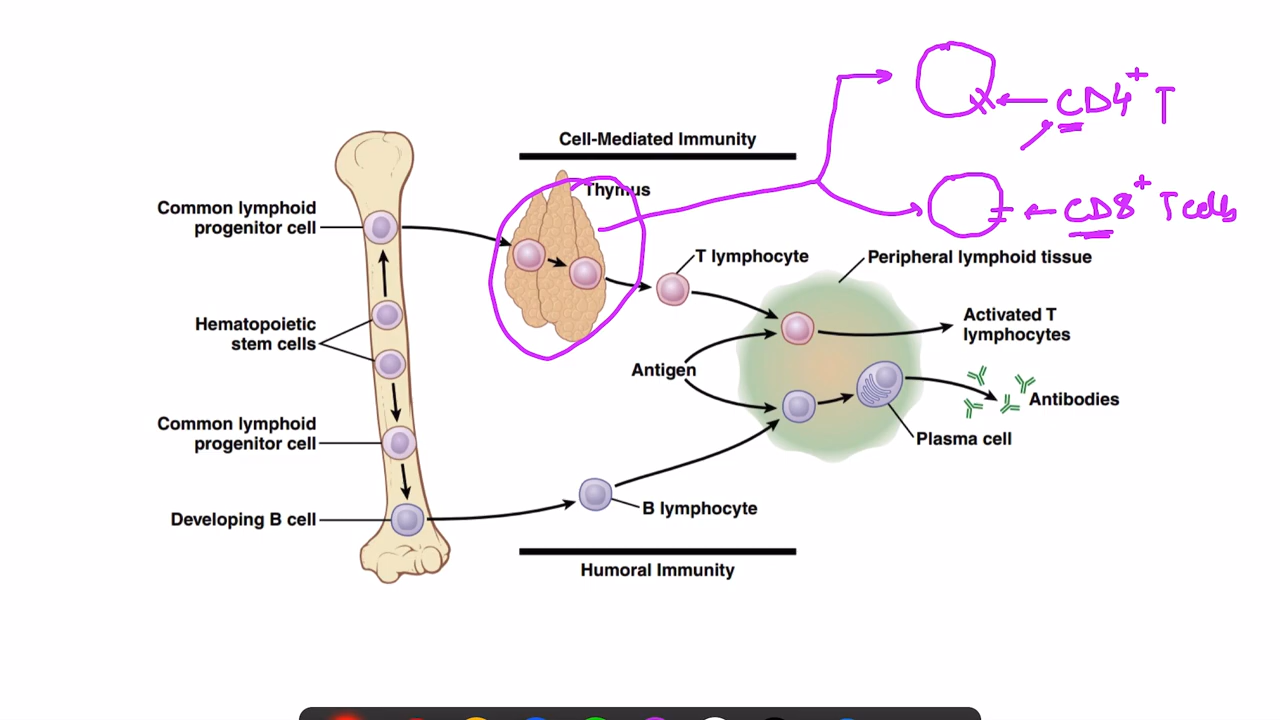 CD4+ T
Cell-Mediated Immunity
Thymus
CD8+ T cells
Common lymphoid
progenitor cell
T lymphocyte
Peripheral lymphoid tissue
Hematopoietic
stem cells
Activated T
lymphocytes
Antigen
Antibodies
Common lymphoid
progenitor cell
Plasma cell
Developing B cell
B lymphocyte
Humoral Immunity